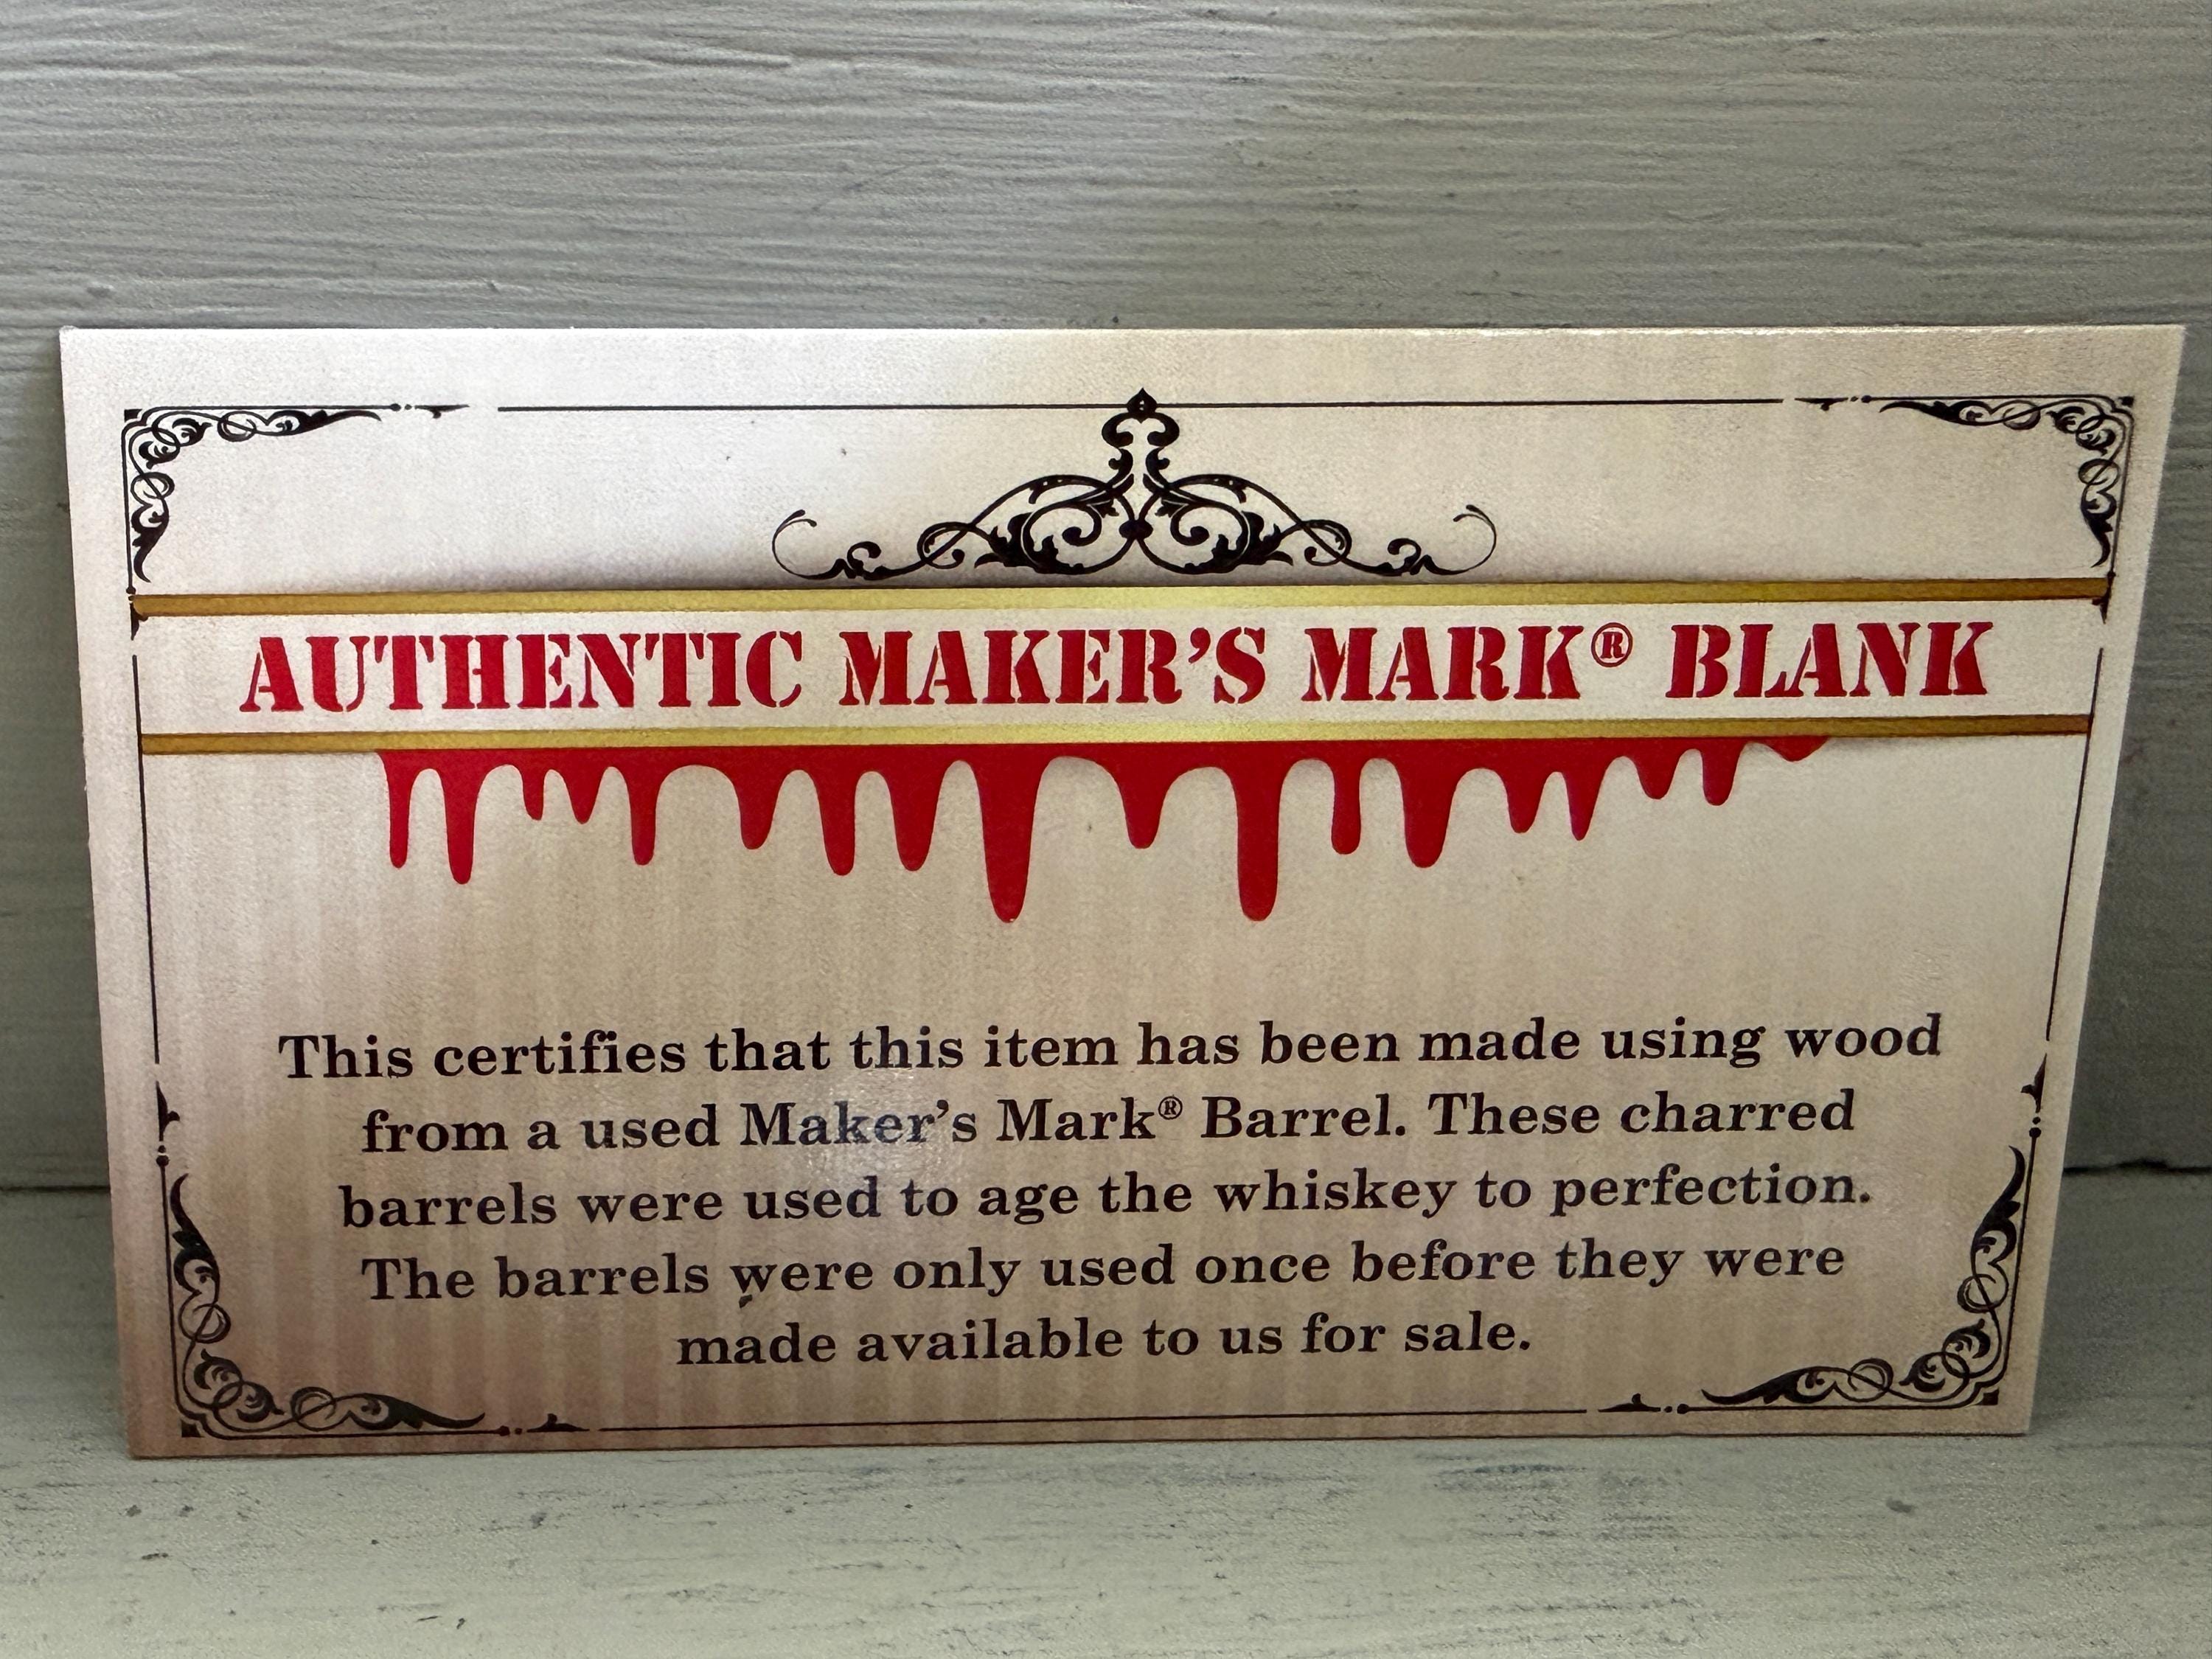 AUTHENTIC MAKER'S MARK® BLANK
This certifies that this item has been made using wood
from a used Maker's Mark® Barrel. These charred
barrels were used to age the whiskey to perfection.
The barrels were only used once before they were
made available to us for sale.